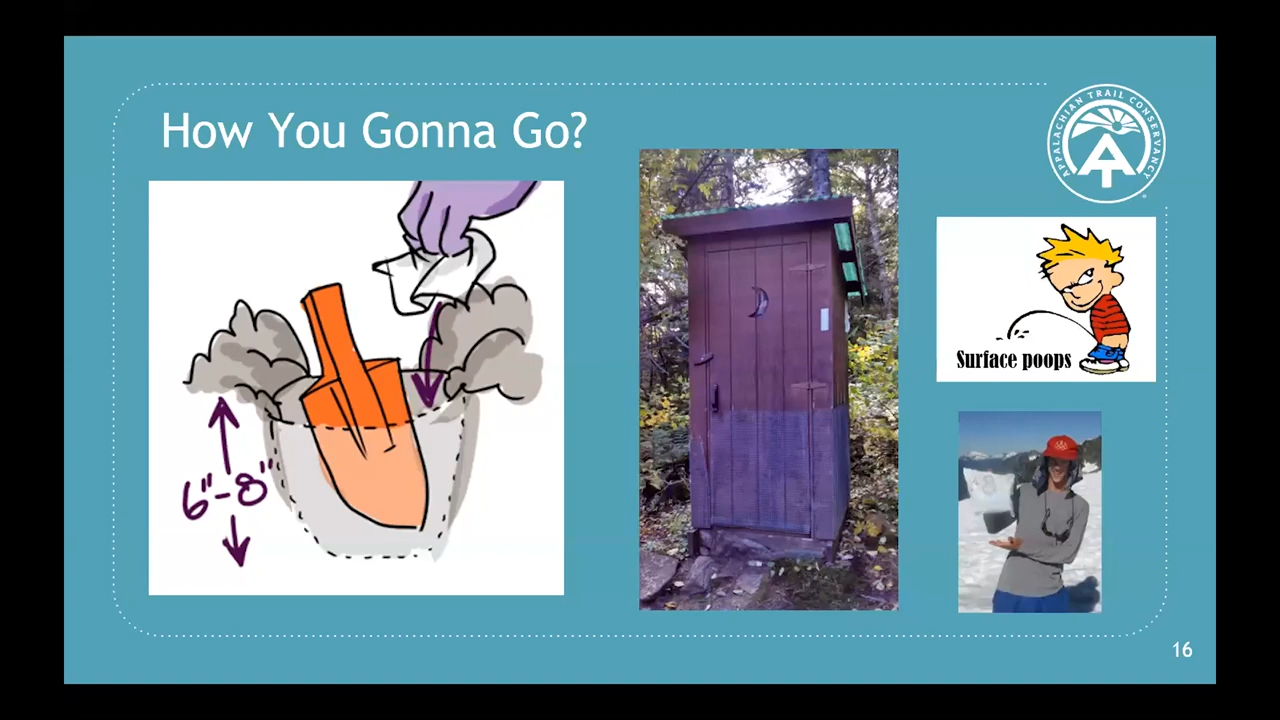 How You Gonna Go?
APPALACHIAN TRAIL CONSERVANCY
6"-8"
Surface poops
16